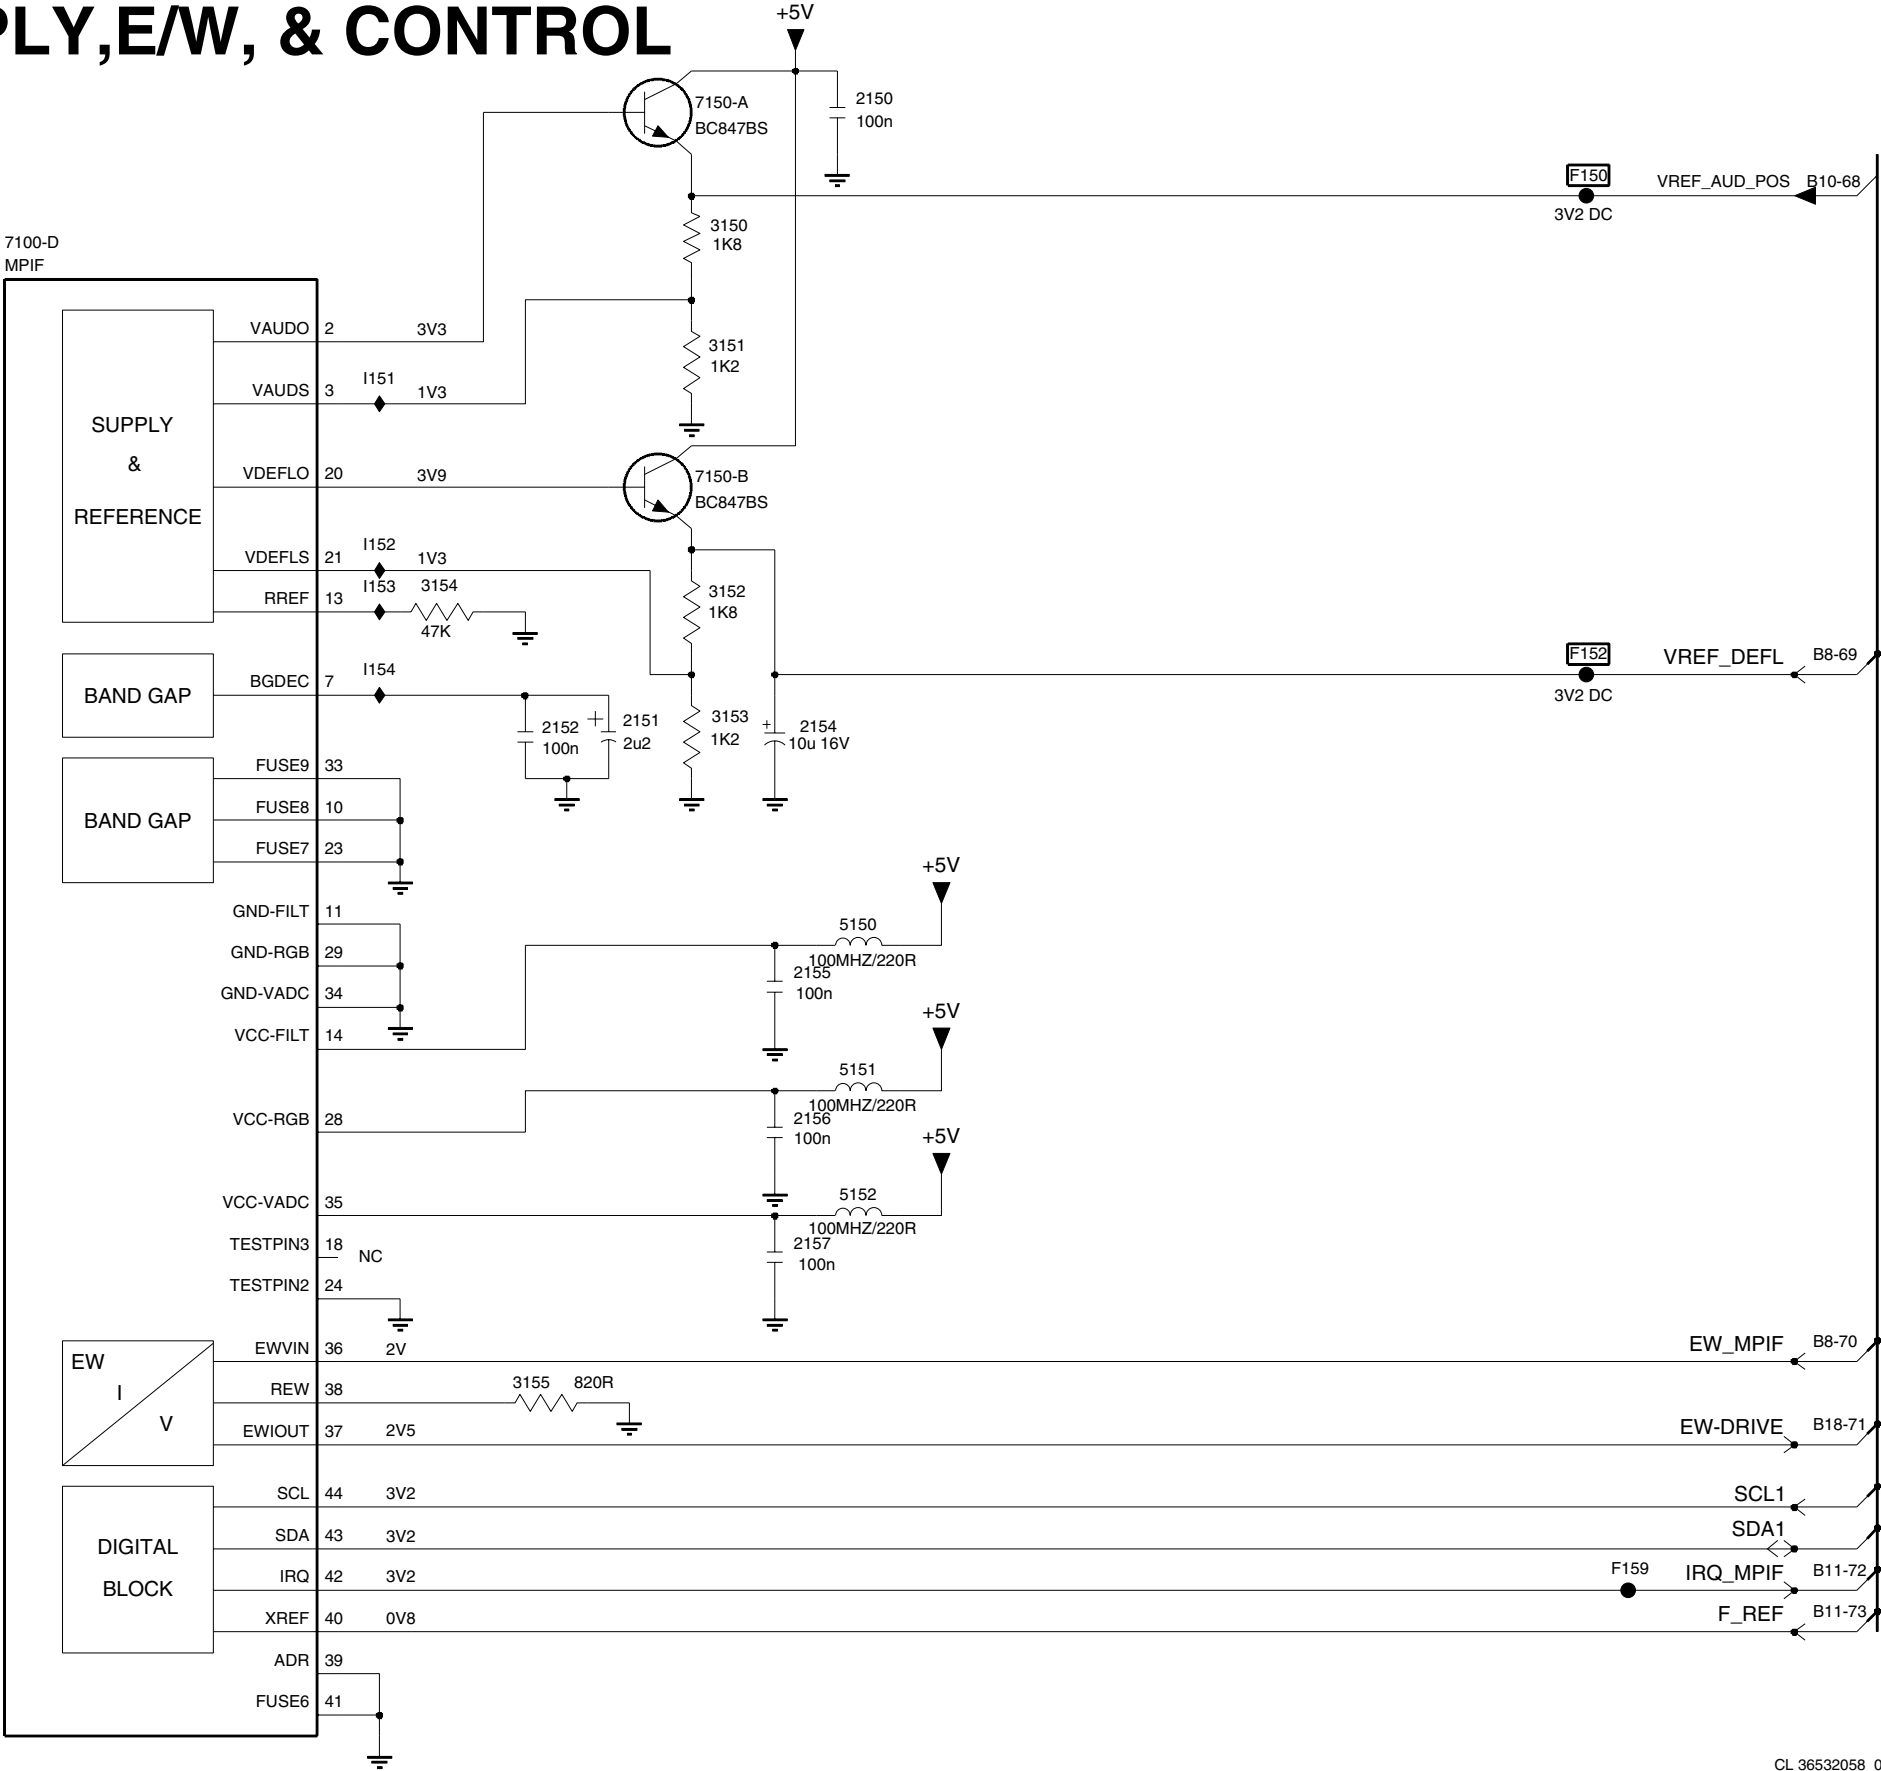 PLY,E/W, & CONTROL
+5V
7150-A
BC847BS
2150
100n
F150
3V2 DC
VREF_AUD_POS B10-68
3150
1K8
7100-D
MPIF
SUPPLY
&
REFERENCE
VAUDO 2 3V3
3151
1K2
VAUDS 3 I151 1V3
VDEFLO 20 3V9
7150-B
BC847BS
VDEFLS 21 I152 1V3
RREF 13 I153 3154
47K
3152
1K8
F152
3V2 DC
VREF_DEFL B8-69
BAND GAP
BGDEC 7 I154
2152
100n
2151
2u2
3153
1K2
2154
10u 16V
BAND GAP
FUSE9 33
FUSE8 10
FUSE7 23
GND-FILT 11
GND-RGB 29
GND-VADC 34
VCC-FILT 14
+5V
5150
100MHZ/220R
2155
100n
+5V
5151
100MHZ/220R
VCC-RGB 28
2156
100n
+5V
VCC-VADC 35
5152
100MHZ/220R
2157
100n
TESTPIN3 18 NC
TESTPIN2 24
EW
I
V
EWVIN 36 2V
EW_MPIF B8-70
REW 38
3155 820R
EWIOUT 37 2V5
EW-DRIVE B18-71
DIGITAL
BLOCK
SCL 44 3V2
SCL1
SDA 43 3V2
SDA1
IRQ 42 3V2
F159 IRQ_MPIF B11-72
XREF 40 0V8
F_REF B11-73
ADR 39
FUSE6 41
CL 36532058 0